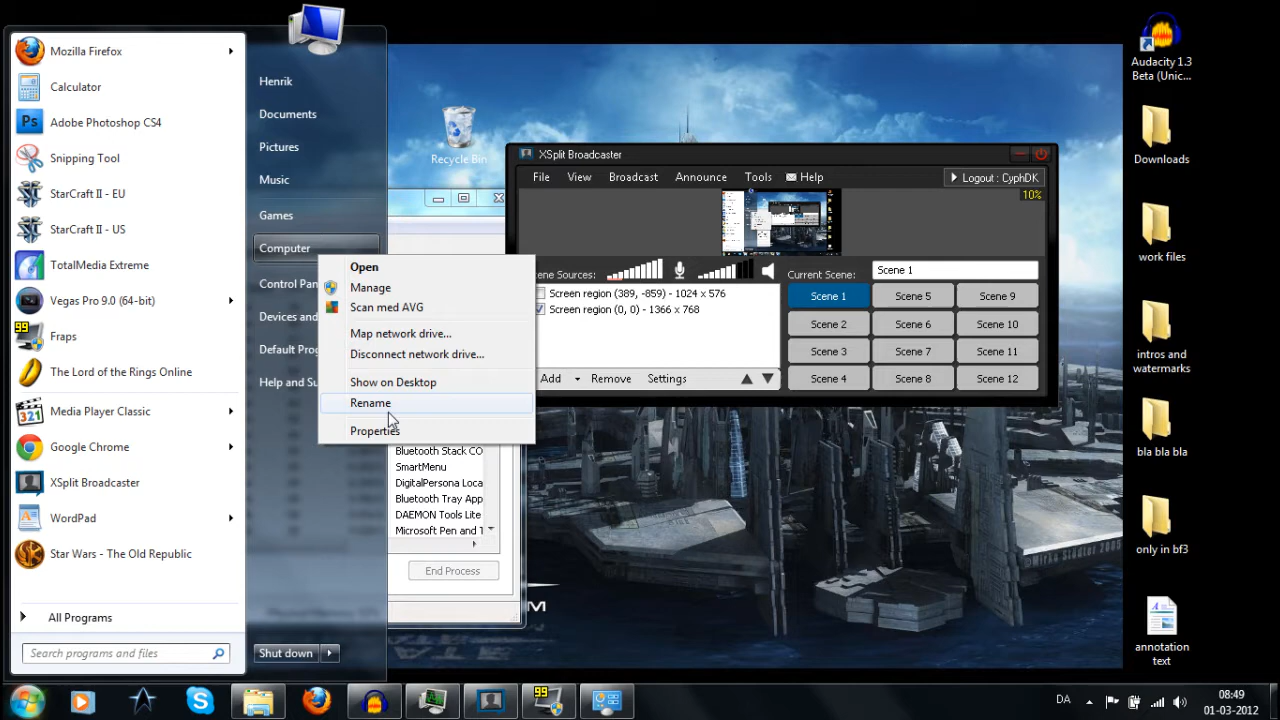 Mozilla Firefox
Calculator
Ps Adobe Photoshop CS4
Snipping Tool
StarCraft II - EU
StarCraft II - US
TotalMedia Extreme
Vegas Pro 9.0 (64-bit)
99 Fraps
The Lord of the Rings Online
321 Media Player Classic
Google Chrome
XSplit Broadcaster
WordPad
Star Wars - The Old Republic
All Programs
Search programs and files
Henrik
Documents
Pictures
Music
Games
Computer
Control Pan
Devices and
Default Prog
Help and Su
Shut down
Open
Manage
Scan med AVG
Map network drive...
Disconnect network drive...
Show on Desktop
Rename
Properties
Recycle Bin
Bluetooth Stack CO
SmartMenu
DigitalPersona Loca
Bluetooth Tray App
DAEMON Tools Lite
Microsoft Pen and T
End Process
XSplit Broadcaster
File View Broadcast Announce Tools Help
Logout : CyphDK
10%
cene Sources:
Screen region (389, -859) - 1024 x 576
Screen region (0, 0) - 1366 x 768
Add Remove Settings
Current Scene: Scene 1
Scene 1 Scene 5 Scene 9
Scene 2 Scene 6 Scene 10
Scene 3 Scene 7 Scene 11
Scene 4 Scene 8 Scene 12
M
Audacity 1.3
Beta (Unic...
Downloads
work files
intros and
watermarks
bla bla bla
only in bf3
annotation
text
99
DA
08:49
01-03-2012